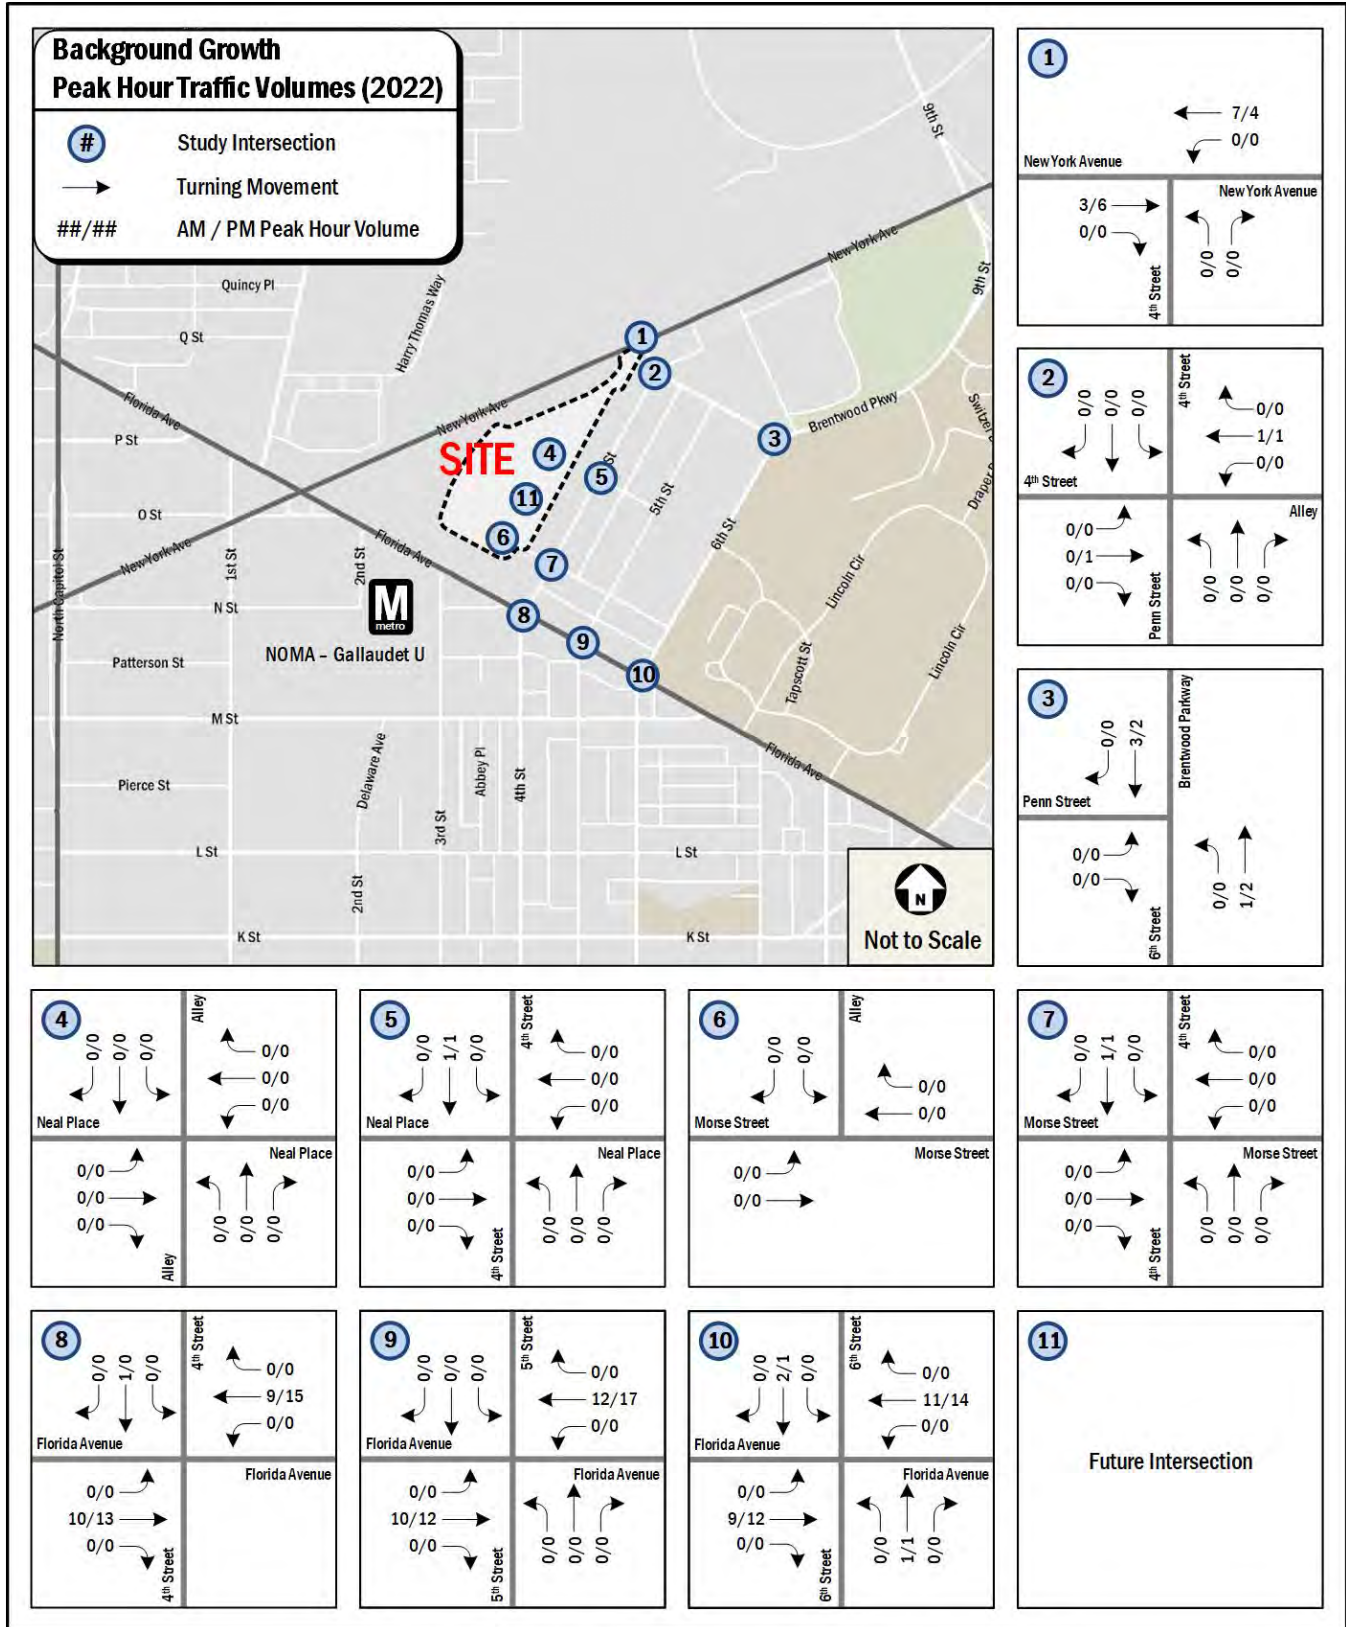 Background Growth
Peak Hour Traffic Volumes (2022)
#
Study Intersection
Turning Movement
##/##
AM / PM Peak Hour Volume
9th St
New York Ave
9th St
Quincy Pl
Harry Thomas Way
Q St
Florida Ave
New York Ave
P St
Brentwood Pkwy
1
2
3
SITE
4
5
11
6
7
8
9
10
St
5th St
6th St
O St
New York Ave
Florida Ave
North Capitol St
1st St
2nd St
N St
M
metro
NOMA – Gallaudet U
Patterson St
Lincoln Cir
Tapscott St
Lincoln Cir
M St
Florida Ave
Delaware Ave
Abbey Pl
4th St
Pierce St
3rd St
L St
L St
2nd St
K St
K St
N
Not to Scale
1
7/4
0/0
New York Avenue
New York Avenue
3/6
0/0
4th Street
0/0
0/0
2
0/0
0/0
0/0
4th Street
0/0
1/1
0/0
4th Street
Alley
0/0
0/1
0/0
Penn Street
0/0
0/0
0/0
3
0/0
3/2
Brentwood Parkway
Penn Street
0/0
0/0
6th Street
0/0
1/2
4
0/0
0/0
0/0
Alley
0/0
0/0
0/0
Neal Place
Neal Place
0/0
0/0
0/0
Alley
0/0
0/0
0/0
5
0/0
1/1
0/0
4th Street
0/0
0/0
0/0
Neal Place
Neal Place
0/0
0/0
0/0
4th Street
0/0
0/0
0/0
6
0/0
0/0
Alley
0/0
0/0
Morse Street
Morse Street
0/0
0/0
7
0/0
1/1
0/0
4th Street
0/0
0/0
0/0
Morse Street
Morse Street
0/0
0/0
0/0
4th Street
0/0
0/0
0/0
8
0/0
1/0
0/0
4th Street
0/0
9/15
0/0
Florida Avenue
Florida Avenue
0/0
10/13
0/0
4th Street
9
0/0
0/0
0/0
5th Street
0/0
12/17
0/0
Florida Avenue
Florida Avenue
0/0
10/12
0/0
5th Street
0/0
0/0
0/0
10
0/0
2/1
0/0
6th Street
0/0
11/14
0/0
Florida Avenue
Florida Avenue
0/0
9/12
0/0
6th Street
0/0
1/1
0/0
11
Future Intersection